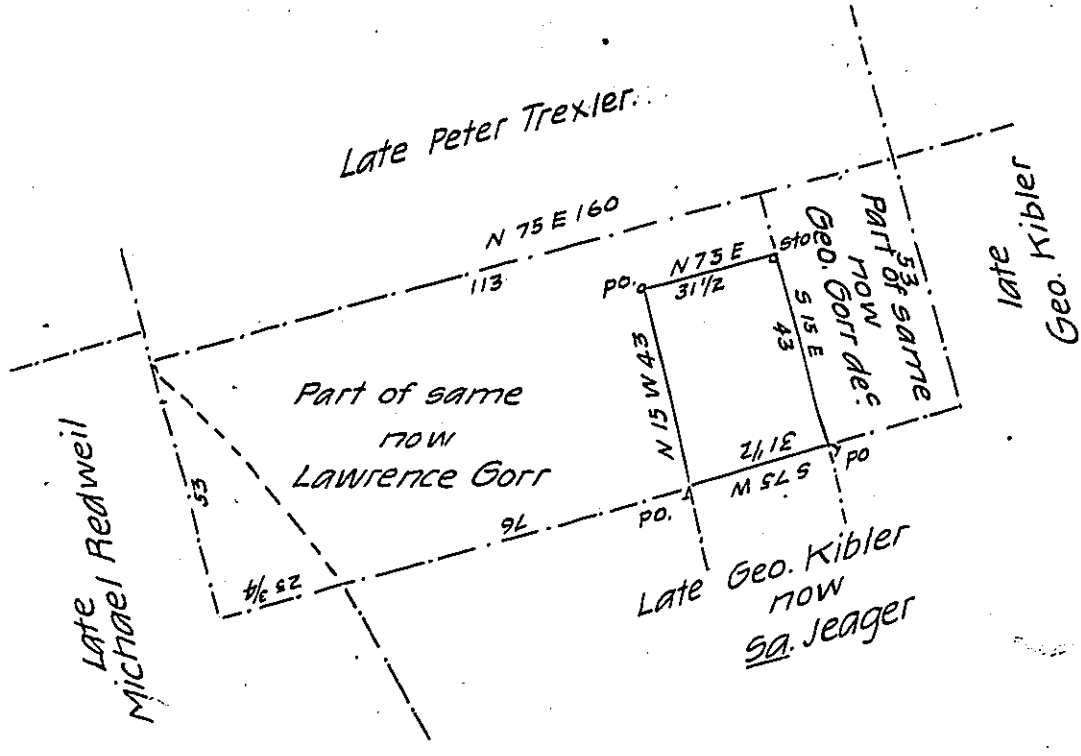 Late Peter Trexler.
N 75 E 160
113
N 75 E
31 1/2
po.
sto.
S 15 E
43
N 15 W 43
S 75 W
31 1/2
po.
po
Part of same
now
Geo. Gorr dec.
53
late
Geo. Kibler
Part of same
now
Lawrence Gorr
53
25 3/4
76
Late
Michael Redweil
Late Geo. Kibler
now
Sa. Jeager